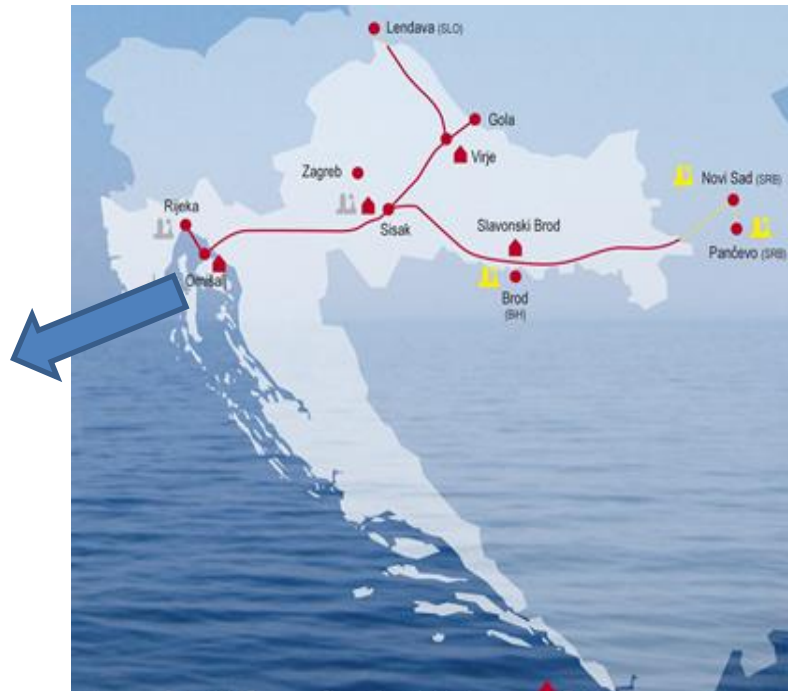 Lendava (SLO)
Gola
Virje
Zagreb
Novi Sad (SRB)
Rijeka
Sisak
Slavonski Brod
Pančevo (SRB)
Omišalj
Brod
(BiH)